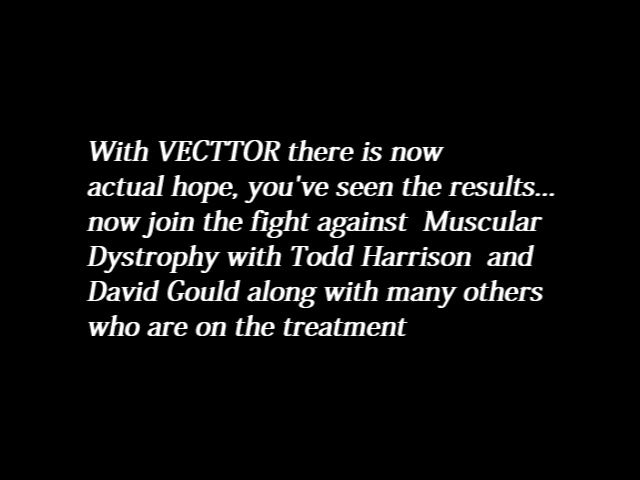 With VECTTOR there is now
actual hope, you've seen the results...
now join the fight against  Muscular
Dystrophy with Todd Harrison  and
David Gould along with many others
who are on the treatment